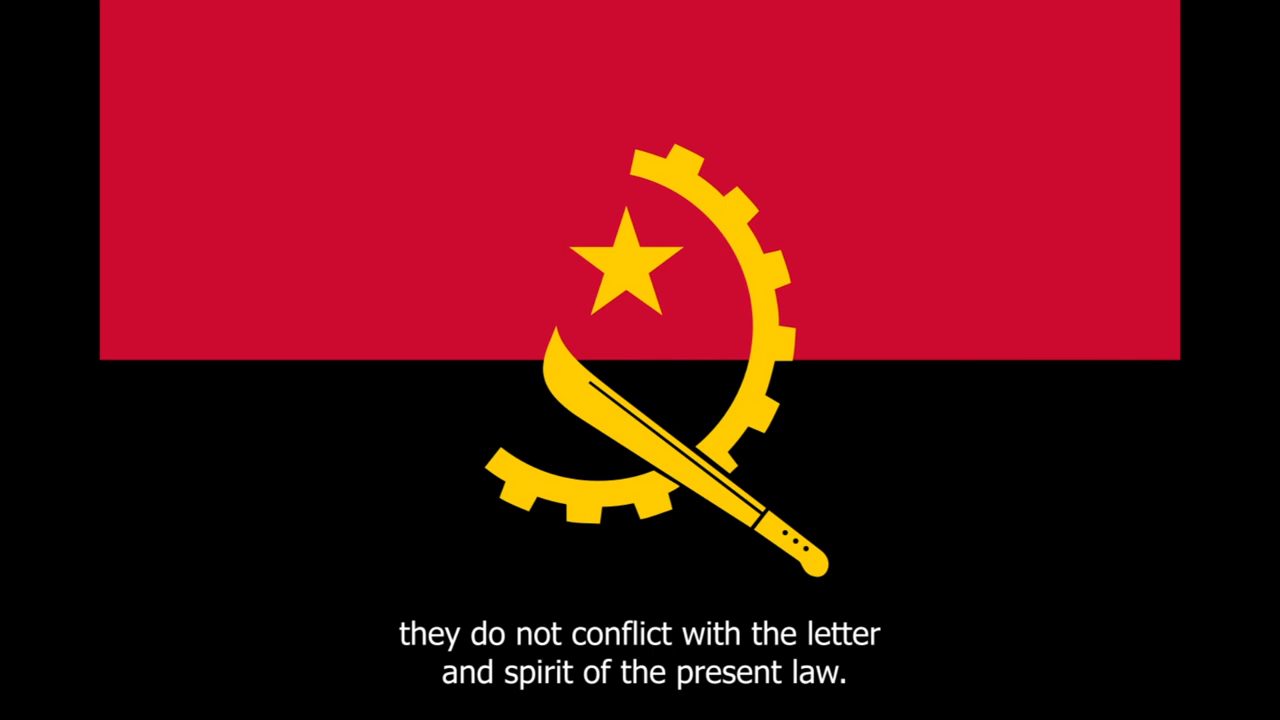 they do not conflict with the letter
and spirit of the present law.